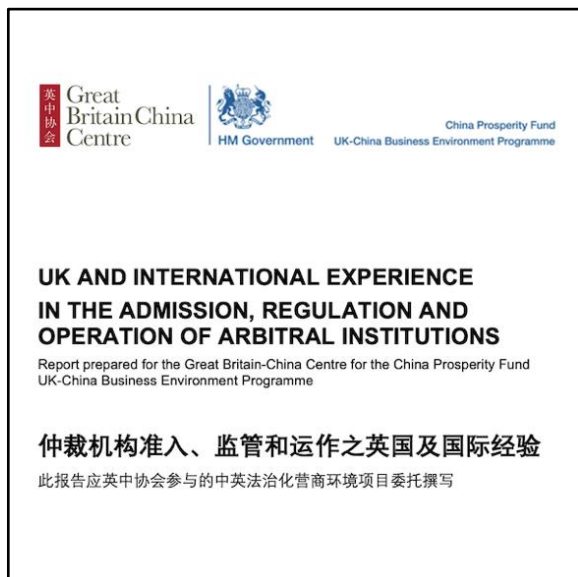 英中协会
Great
Britain China
Centre
HM Government
China Prosperity Fund
UK-China Business Environment Programme
UK AND INTERNATIONAL EXPERIENCE
IN THE ADMISSION, REGULATION AND
OPERATION OF ARBITRAL INSTITUTIONS
Report prepared for the Great Britain-China Centre for the China Prosperity Fund
UK-China Business Environment Programme
仲裁机构准入、监管和运作之英国及国际经验
此报告应英中协会参与的中英法治化营商环境项目委托撰写